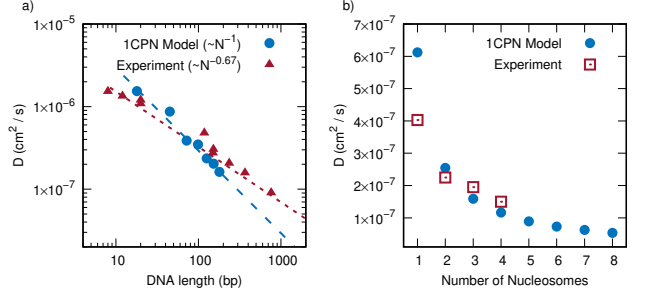 a)
1CPN Model (~N⁻¹)
Experiment (~N⁻⁰·⁶⁷)
D (cm² / s)
1×10⁻⁵
1×10⁻⁶
1×10⁻⁷
10 100 1000
DNA length (bp)
b)
1CPN Model
Experiment
D (cm² / s)
7×10⁻⁷
6×10⁻⁷
5×10⁻⁷
4×10⁻⁷
3×10⁻⁷
2×10⁻⁷
1×10⁻⁷
1 2 3 4 5 6 7 8
Number of Nucleosomes